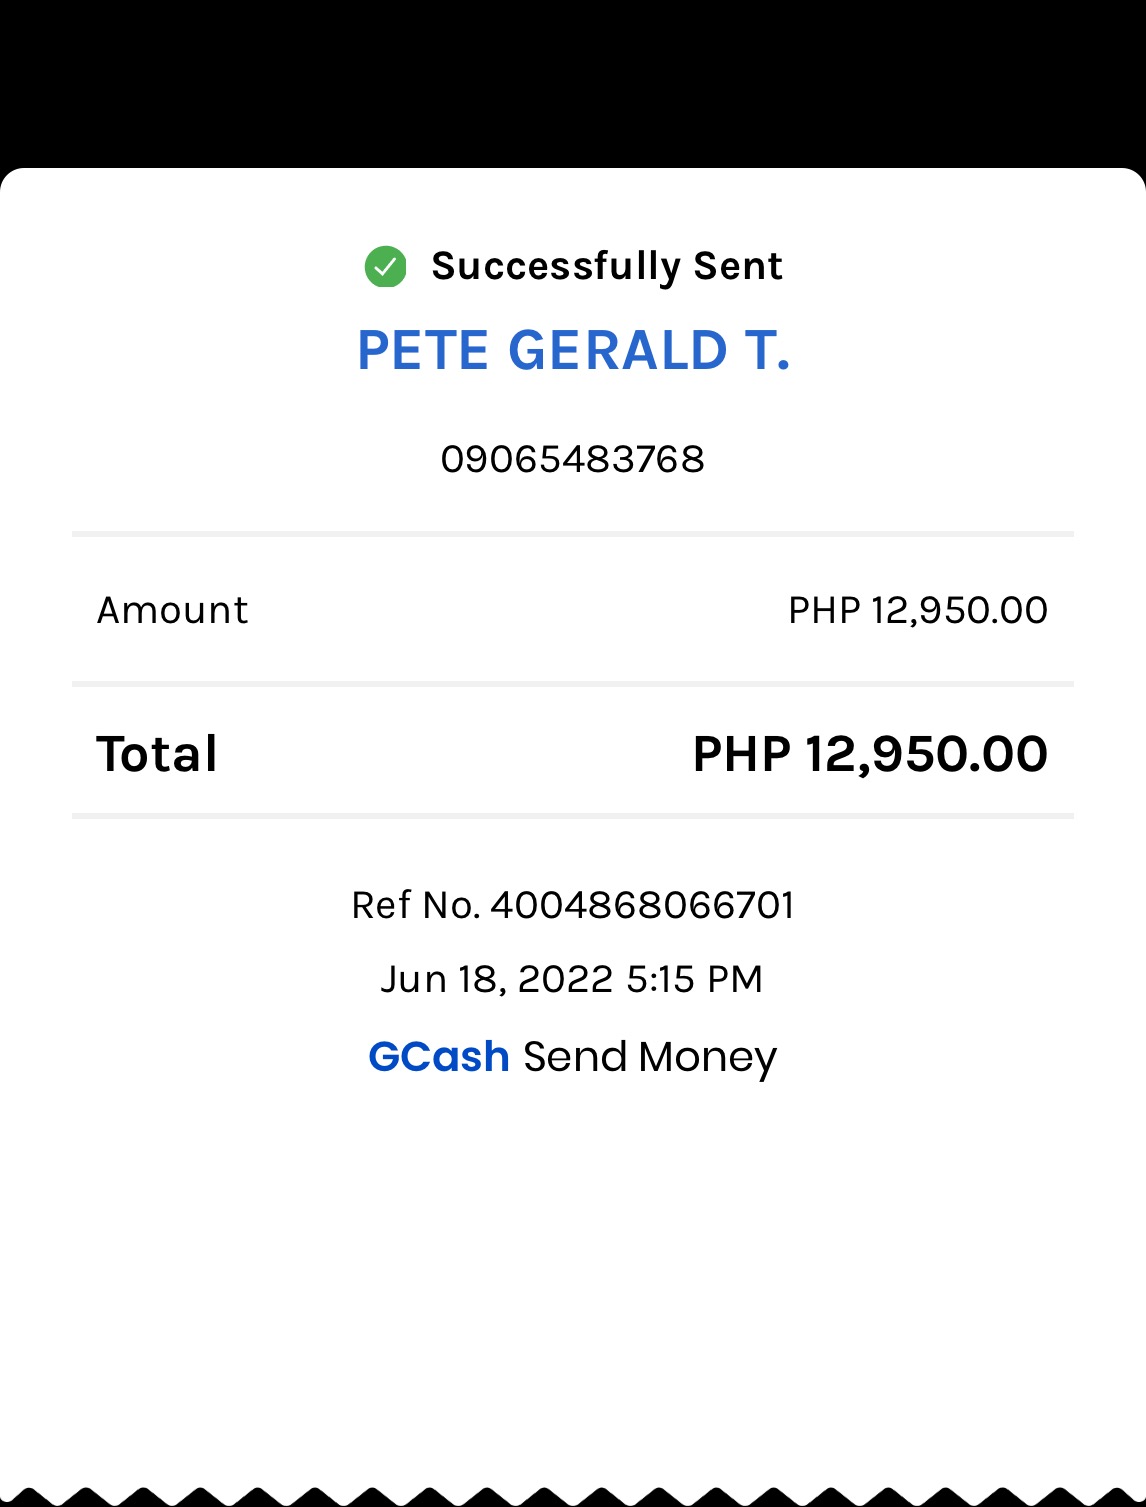 Successfully Sent
PETE GERALD T.
09065483768
Amount PHP 12,950.00
Total PHP 12,950.00
Ref No. 4004868066701
Jun 18, 2022 5:15 PM
GCash Send Money